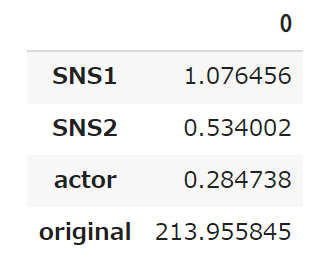 0
SNS1 1.076456
SNS2 0.534002
actor 0.284738
original 213.955845